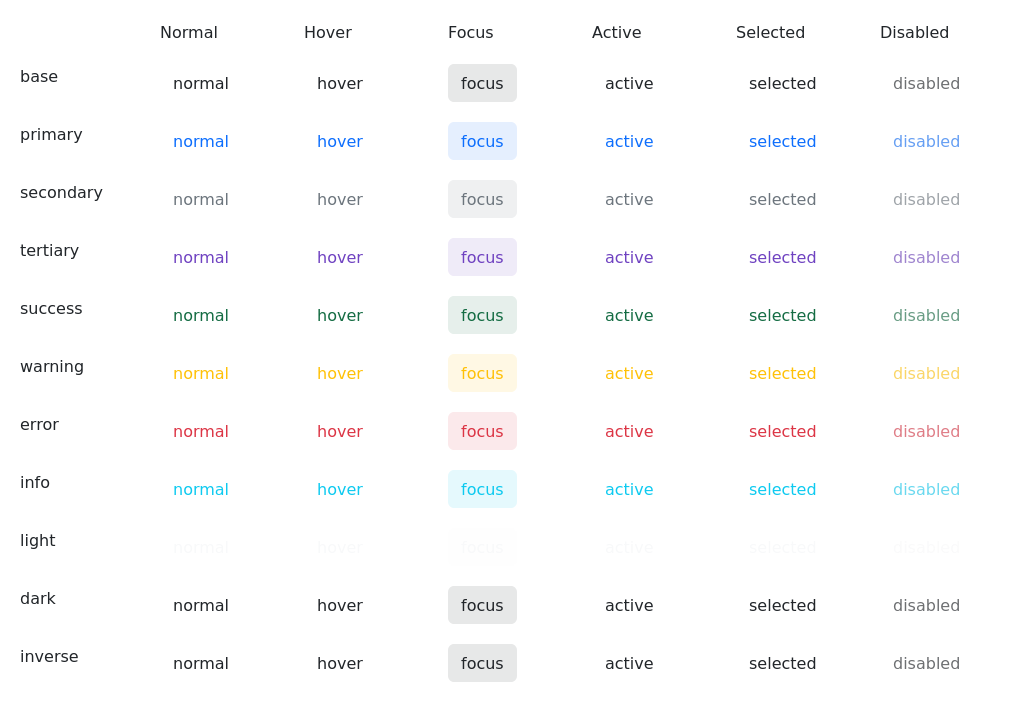 Normal Hover Focus Active Selected Disabled
base normal hover focus active selected disabled
primary normal hover focus active selected disabled
secondary normal hover focus active selected disabled
tertiary normal hover focus active selected disabled
success normal hover focus active selected disabled
warning normal hover focus active selected disabled
error normal hover focus active selected disabled
info normal hover focus active selected disabled
light normal hover focus active selected disabled
dark normal hover focus active selected disabled
inverse normal hover focus active selected disabled